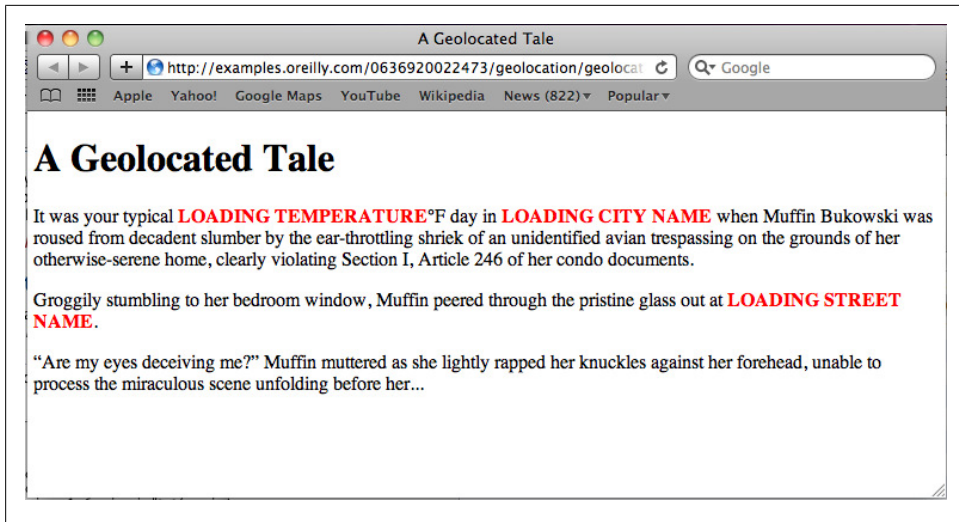 A Geolocated Tale
+ http://examples.oreilly.com/0636920022473/geolocation/geolocat Google
Apple Yahoo! Google Maps YouTube Wikipedia News (822) Popular
A Geolocated Tale
It was your typical LOADING TEMPERATURE°F day in LOADING CITY NAME when Muffin Bukowski was
roused from decadent slumber by the ear-throttling shriek of an unidentified avian trespassing on the grounds of her
otherwise-serene home, clearly violating Section I, Article 246 of her condo documents.
Groggily stumbling to her bedroom window, Muffin peered through the pristine glass out at LOADING STREET
NAME.
“Are my eyes deceiving me?” Muffin muttered as she lightly rapped her knuckles against her forehead, unable to
process the miraculous scene unfolding before her...